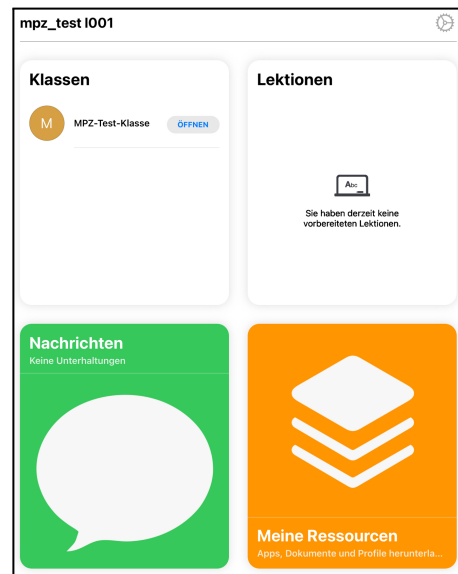 mpz_test l001
Klassen
M
MPZ-Test-Klasse
ÖFFNEN
Lektionen
Abc
Sie haben derzeit keine
vorbereiteten Lektionen.
Nachrichten
Keine Unterhaltungen
Meine Ressourcen
Apps, Dokumente und Profile herunterla...